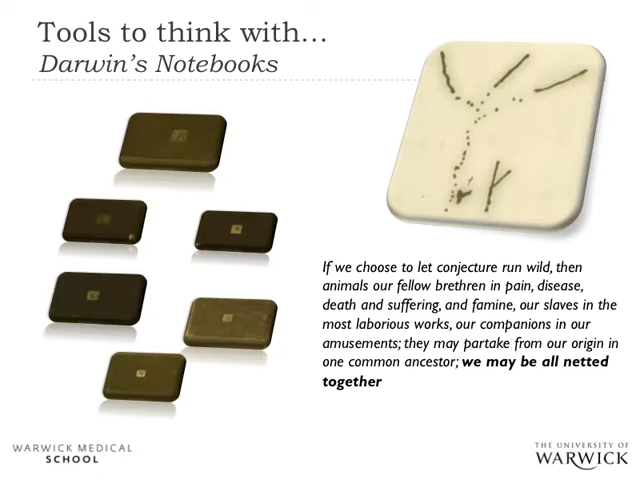 Tools to think with…
Darwin's Notebooks
If we choose to let conjecture run wild, then
animals our fellow brethren in pain, disease,
death and suffering, and famine, our slaves in the
most laborious works, our companions in our
amusements; they may partake from our origin in
one common ancestor; we may be all netted
together
WARWICK MEDICAL
SCHOOL
THE UNIVERSITY OF
WARWICK